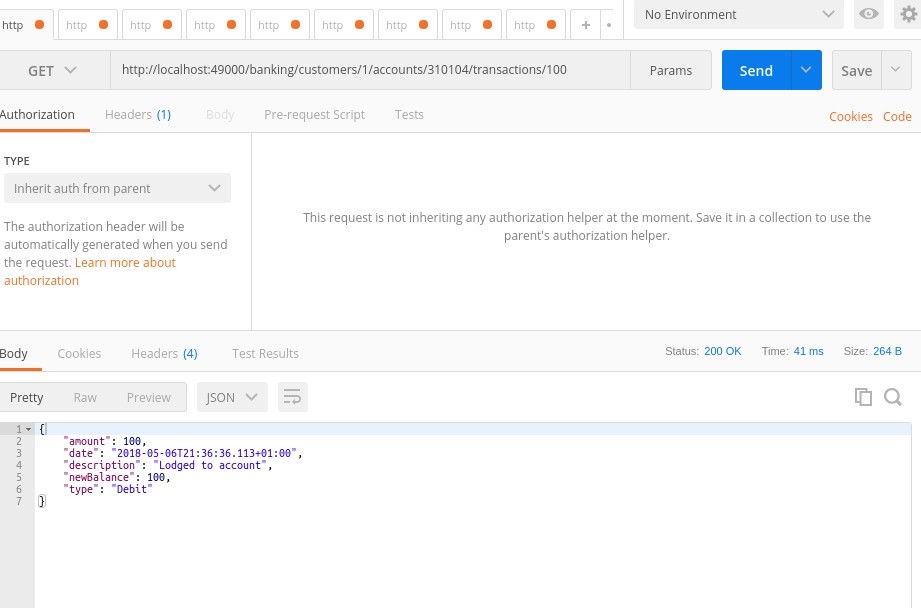 http http http http http http http http http +
No Environment
GET http://localhost:49000/banking/customers/1/accounts/310104/transactions/100 Params Send Save
Authorization Headers (1) Body Pre-request Script Tests Cookies Code
TYPE
Inherit auth from parent
The authorization header will be
automatically generated when you send
the request. Learn more about
authorization
This request is not inheriting any authorization helper at the moment. Save it in a collection to use the
parent's authorization helper.
Body Cookies Headers (4) Test Results Status: 200 OK Time: 41 ms Size: 264 B
Pretty Raw Preview JSON
1 {
2 "amount": 100,
3 "date": "2018-05-06T21:36:36.113+01:00",
4 "description": "Lodged to account",
5 "newBalance": 100,
6 "type": "Debit"
7 }